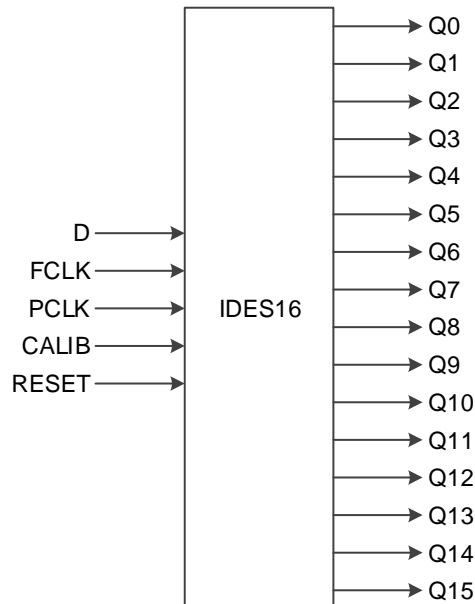 Q0
Q1
Q2
Q3
Q4
Q5
D
Q6
FCLK
Q7
PCLK
IDES16
Q8
CALIB
Q9
RESET
Q10
Q11
Q12
Q13
Q14
Q15